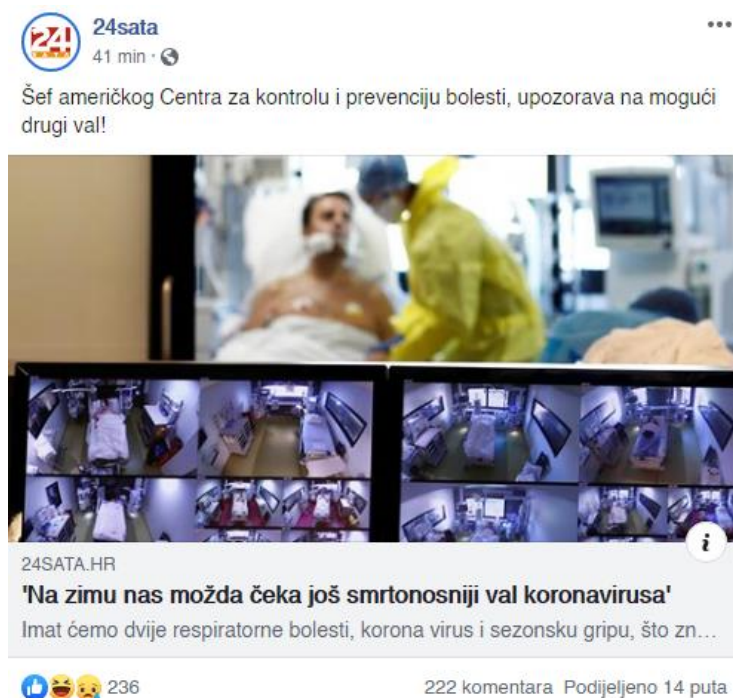 24 SATA
24sata
41 min ·
Šef američkog Centra za kontrolu i prevenciju bolesti, upozorava na mogući
drugi val!
i
24SATA.HR
'Na zimu nas možda čeka još smrtonosniji val koronavirusa'
Imat ćemo dvije respiratorne bolesti, korona virus i sezonsku gripu, što zn...
236
222 komentara Podijeljeno 14 puta